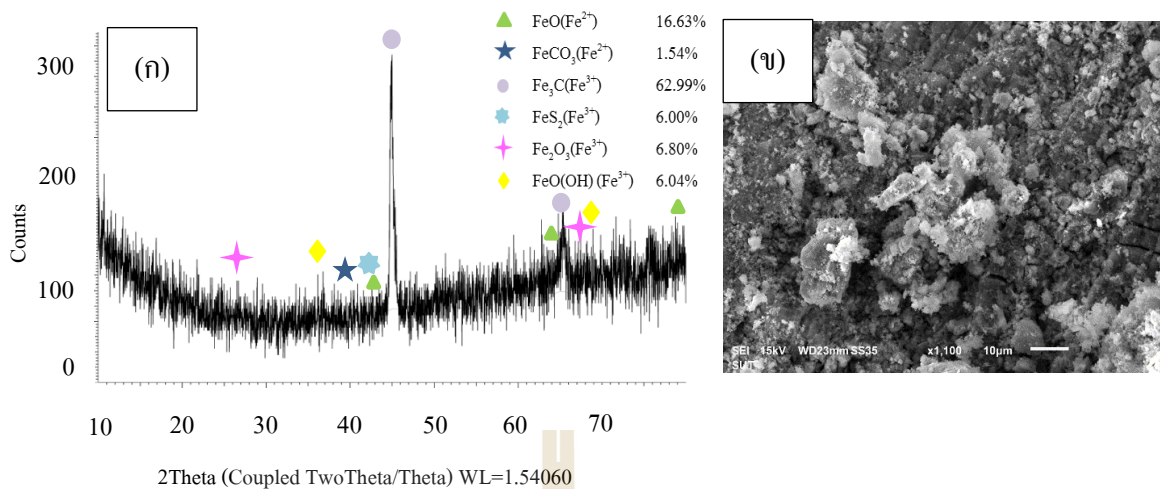 (ก)
FeO(Fe²⁺) 16.63%
FeCO₃(Fe²⁺) 1.54%
Fe₃C(Fe³⁺) 62.99%
FeS₂(Fe³⁺) 6.00%
Fe₂O₃(Fe³⁺) 6.80%
FeO(OH) (Fe³⁺) 6.04%
300
200
100
0
Counts
10 20 30 40 50 60 70
2Theta (Coupled TwoTheta/Theta) WL=1.54060
(ข)
SEI 15kV WD23mm SS35 x1,100 10μm